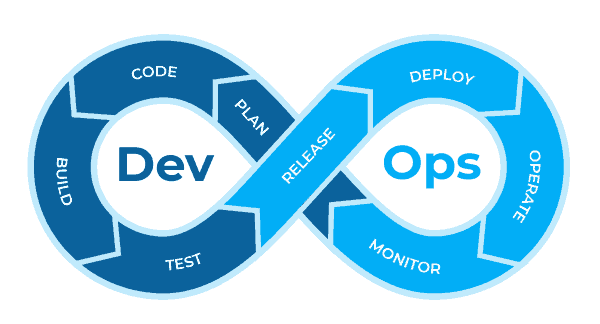 PLAN
CODE
BUILD
TEST
RELEASE
DEPLOY
OPERATE
MONITOR
Dev
Ops